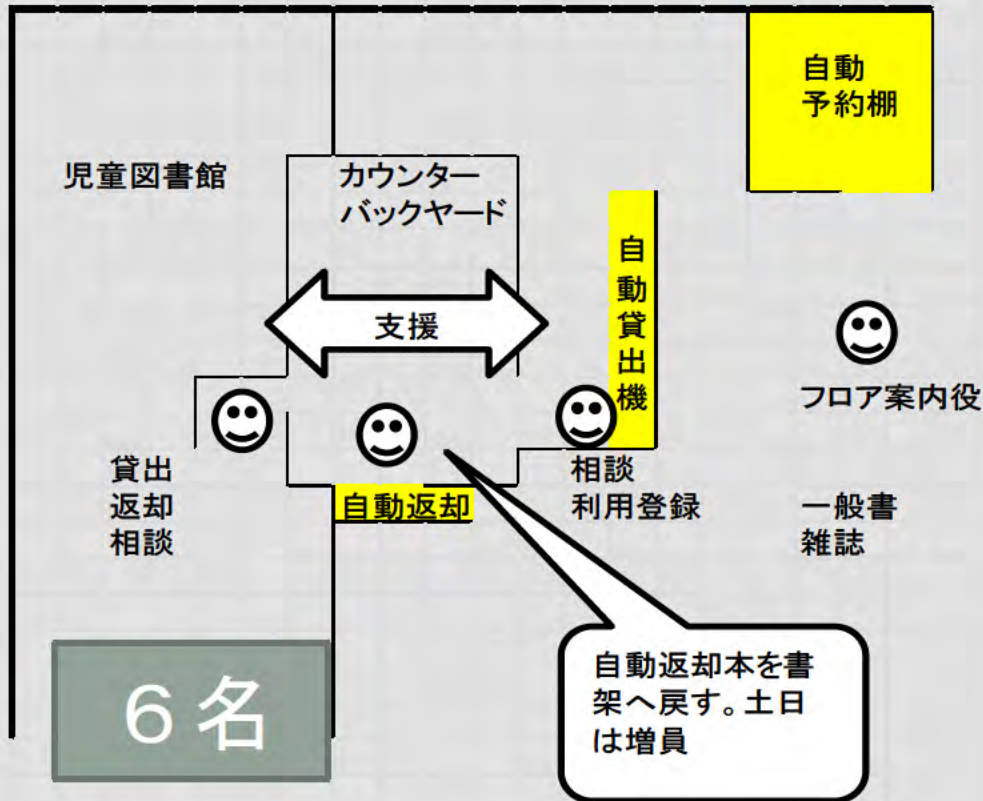 自動
予約棚
児童図書館
カウンター
バックヤード
自動貸出機
支援
フロア案内役
貸出
返却
相談
自動返却
相談
利用登録
一般書
雑誌
自動返却本を書
架へ戻す。土日
は増員
６名